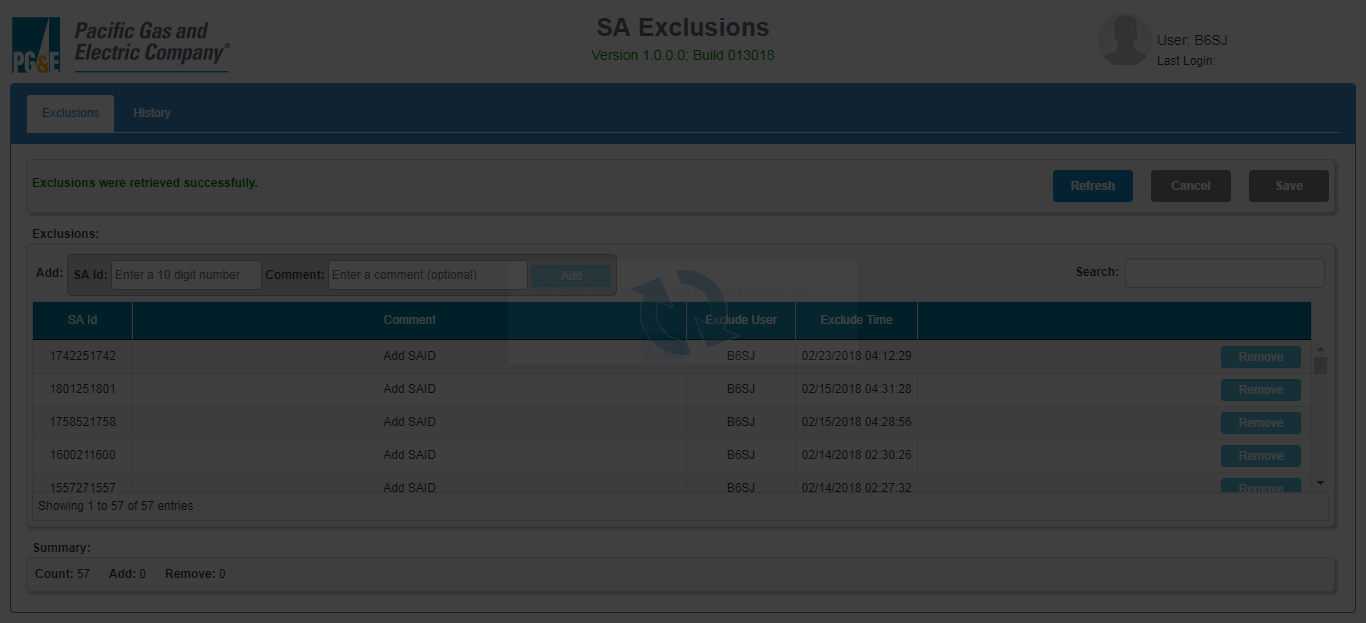 Pacific Gas and
Electric Company®
PG&E
SA Exclusions
Version 1.0.0.0; Build 013018
User: B6SJ
Last Login:
Exclusions History
Exclusions were retrieved successfully.
Refresh Cancel Save
Exclusions:
Add: SA Id: Enter a 10 digit number Comment: Enter a comment (optional) Add Search:
SA Id Comment Exclude User Exclude Time
1742251742 Add SAID B6SJ 02/23/2018 04:12:29 Remove
1801251801 Add SAID B6SJ 02/15/2018 04:31:28 Remove
1758521758 Add SAID B6SJ 02/15/2018 04:28:56 Remove
1600211600 Add SAID B6SJ 02/14/2018 02:30:26 Remove
1557271557 Add SAID B6SJ 02/14/2018 02:27:32 Remove
Showing 1 to 57 of 57 entries
Summary:
Count: 57 Add: 0 Remove: 0